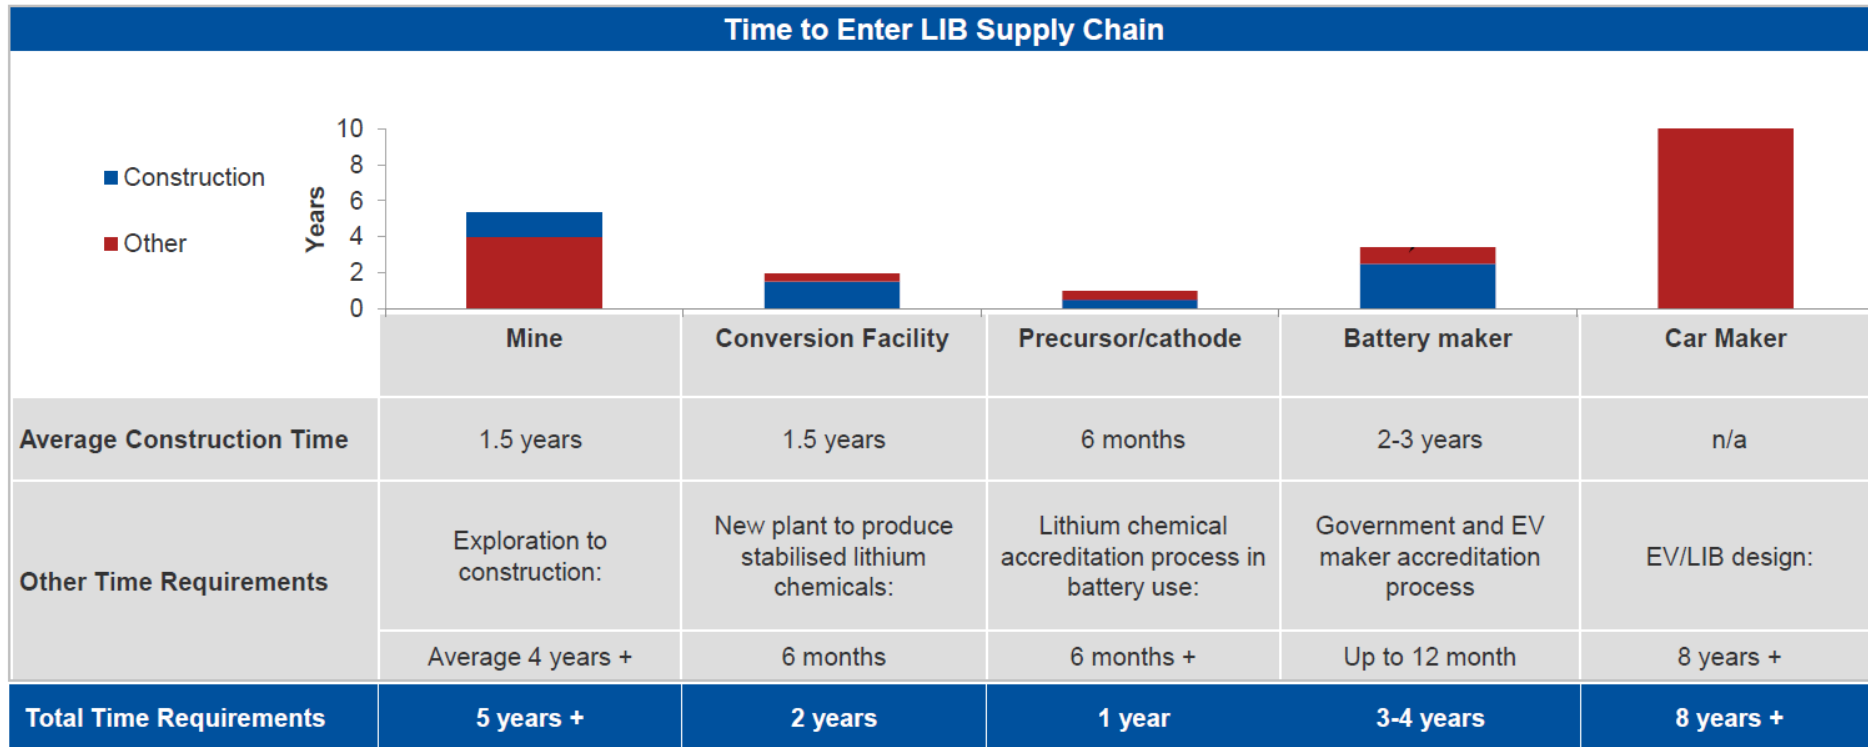 Time to Enter LIB Supply Chain
Construction
Other
Years
10
8
6
4
2
0
Mine
Conversion Facility
Precursor/cathode
Battery maker
Car Maker
Average Construction Time
1.5 years
1.5 years
6 months
2-3 years
n/a
Other Time Requirements
Exploration to
construction:
New plant to produce
stabilised lithium
chemicals:
Lithium chemical
accreditation process in
battery use:
Government and EV
maker accreditation
process
EV/LIB design:
Average 4 years +
6 months
6 months +
Up to 12 month
8 years +
Total Time Requirements
5 years +
2 years
1 year
3-4 years
8 years +